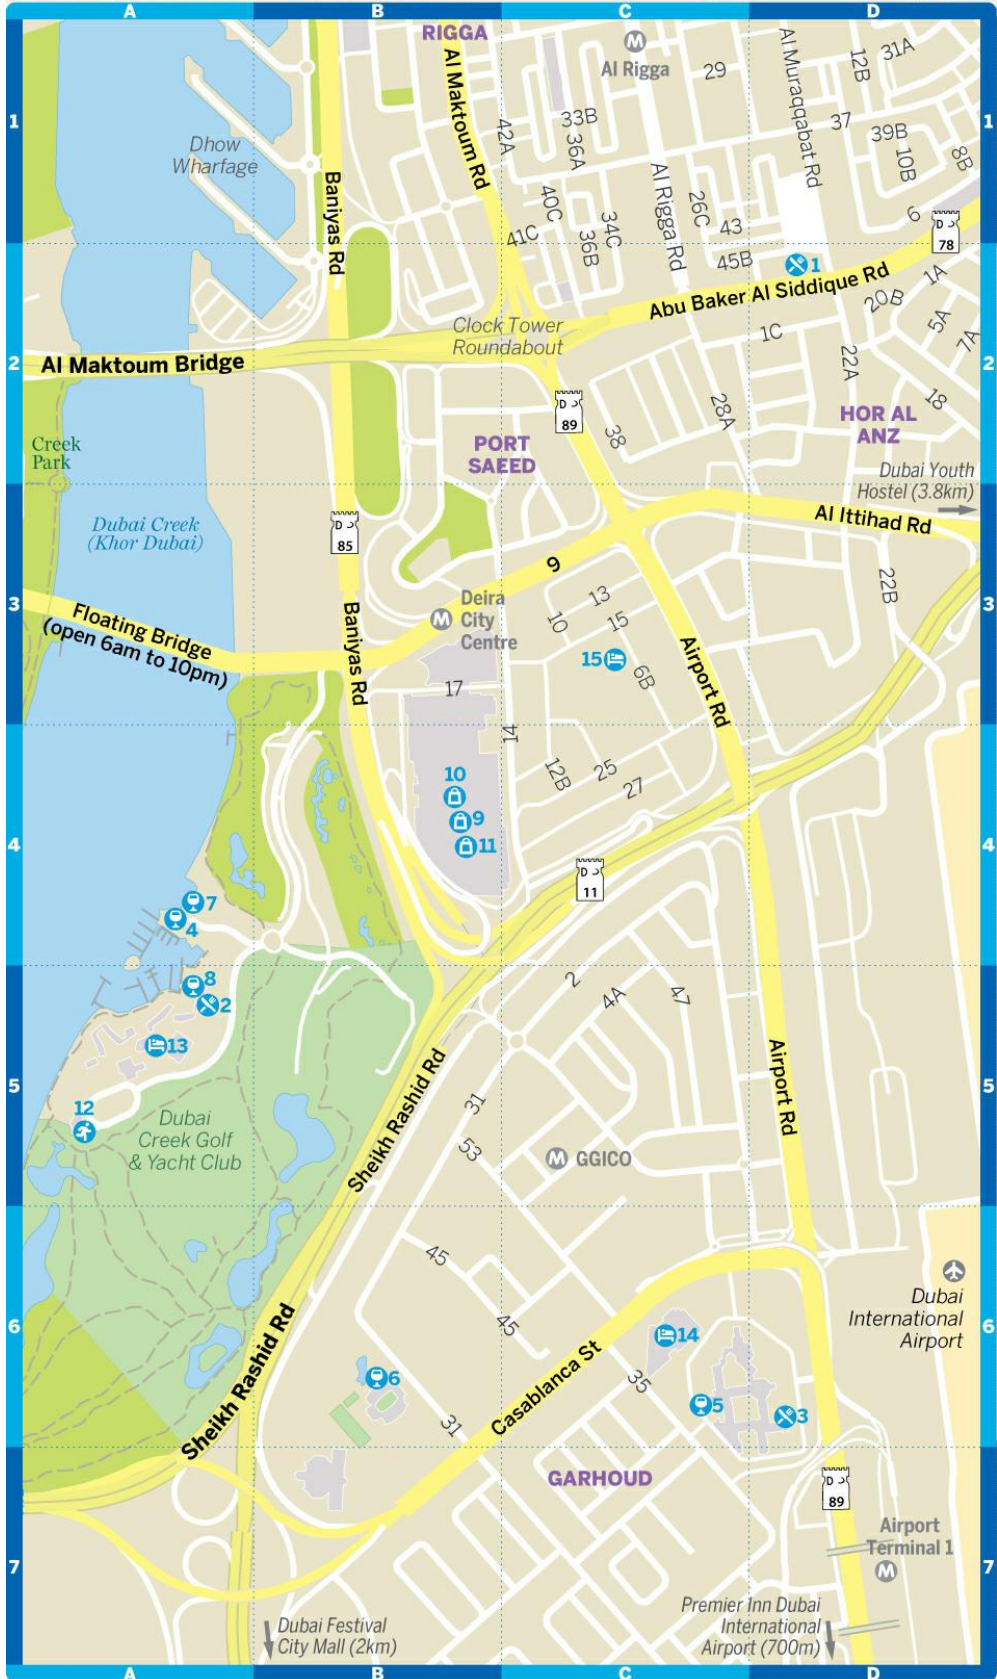 A
B
C
D
RIGGA
Al Maktoum Rd
Al Rigga
29
Al Muraqqabat Rd
12B
31A
1
1
Dhow
Wharfage
42A
33B
36A
37
39B
10B
8B
Baniyas Rd
Al Rigga Rd
40C
34C
36B
41C
26C
43
45B
6
D
78
1
Abu Baker Al Siddique Rd
1A
20B
5A
7A
Clock Tower
Roundabout
1C
22A
2
2
Al Maktoum Bridge
D
89
28A
18
38
HOR AL
ANZ
Creek
Park
PORT
SAEED
Dubai Youth
Hostel (3.8km)
Dubai Creek
(Khor Dubai)
D
85
Al Ittihad Rd
9
22B
3
3
Floating Bridge
(open 6am to 10pm)
Deira
City
Centre
13
10
15
Baniyas Rd
15
6B
Airport Rd
17
14
12B
25
27
10
9
11
4
4
D
11
7
4
8
2
2
4A
47
13
Airport Rd
5
5
12
Sheikh Rashid Rd
31
53
Dubai
Creek Golf
& Yacht Club
GGICO
45
45
Dubai
International
Airport
6
6
Sheikh Rashid Rd
14
Casablanca St
35
6
5
3
31
GARHOUD
D
89
Airport
Terminal 1
7
7
Dubai Festival
City Mall (2km)
Premier Inn Dubai
International
Airport (700m)
A
B
C
D